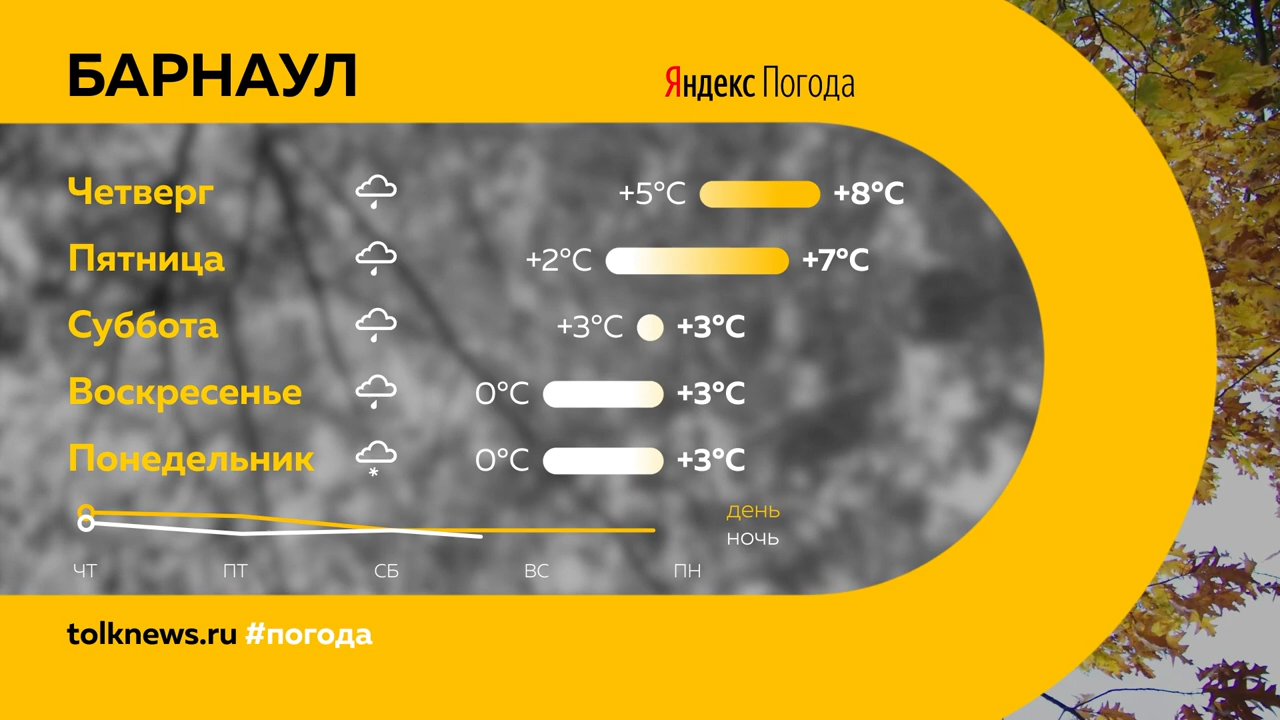 БАРНАУЛ
Яндекс Погода
Четверг +5°C +8°C
Пятница +2°C +7°C
Суббота +3°C +3°C
Воскресенье 0°C +3°C
Понедельник 0°C +3°C
день
ночь
ЧТ ПТ СБ ВС ПН
tolknews.ru #погода